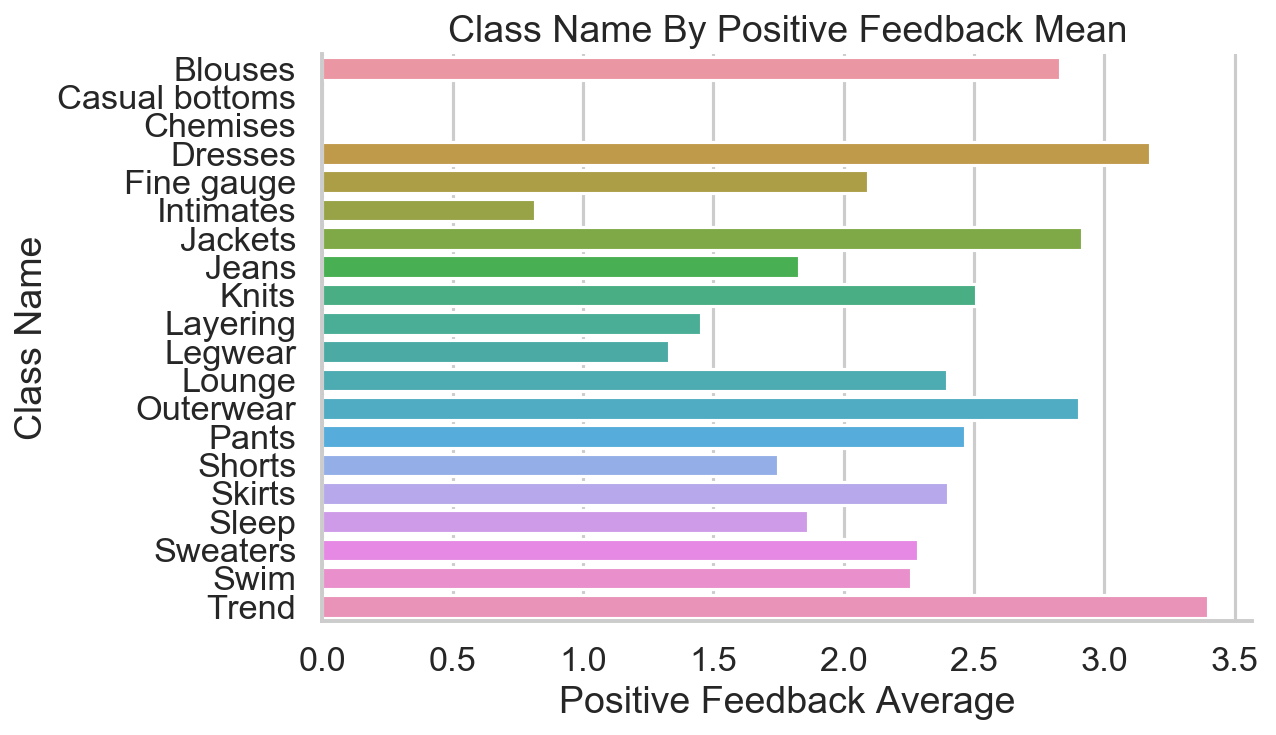 Class Name By Positive Feedback Mean
Class Name
Blouses
Casual bottoms
Chemises
Dresses
Fine gauge
Intimates
Jackets
Jeans
Knits
Layering
Legwear
Lounge
Outerwear
Pants
Shorts
Skirts
Sleep
Sweaters
Swim
Trend
0.0 0.5 1.0 1.5 2.0 2.5 3.0 3.5
Positive Feedback Average